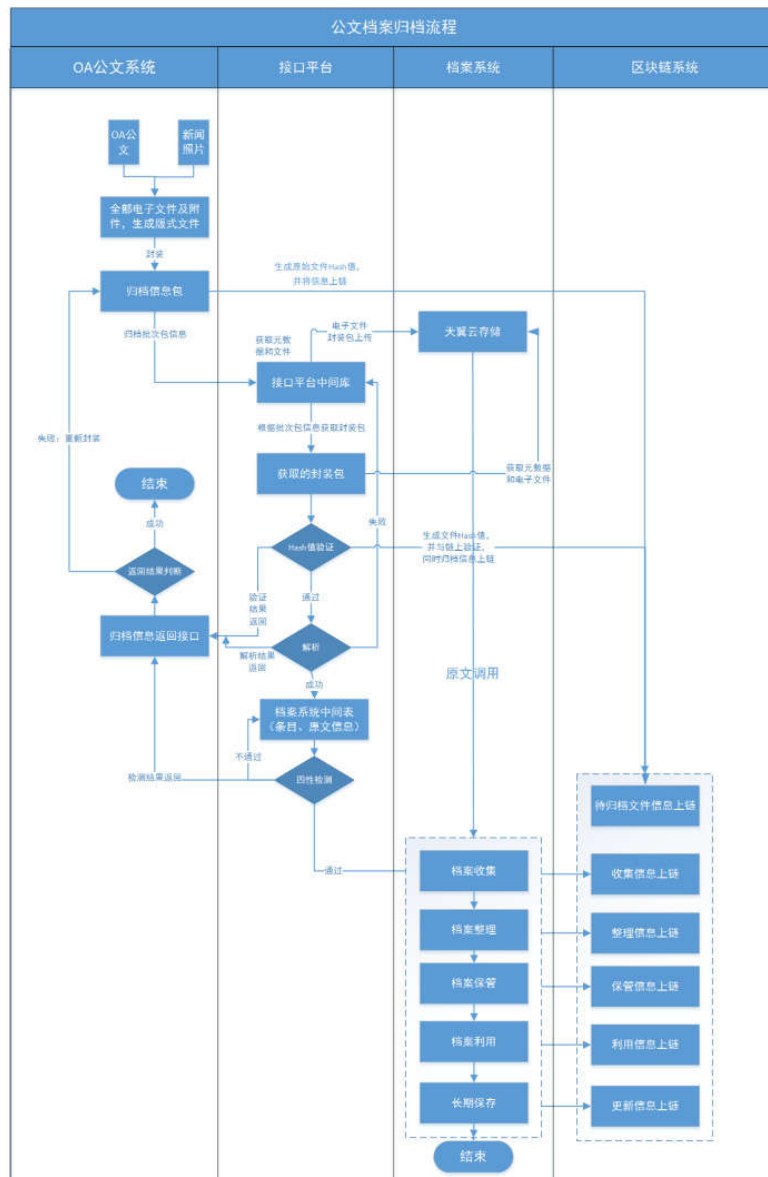 公文档案归档流程
OA公文系统
接口平台
档案系统
区块链系统
OA公
文
新闻
照片
全部电子文件及附
件，生成版式文件
封装
归档信息包
生成原始文件Hash值，
并将信息上链
归档批次包信息
获取元数
据和文件
电子文件
封装包上传
天翼云存储
接口平台中间库
根据批次包信息获取封装包
失败：重新封装
获取的封装包
获取元数据
和电子文件
结束
成功
失败
Hash值验证
生成文件Hash值，
并与链上验证，
同时归档信息上链
返回结果判断
验证
结果
返回
通过
归档信息返回接口
解析
解析结果
返回
原文调用
成功
档案系统中间表
（条目、原文信息）
不通过
检测结果返回
四性检测
待归档文件信息上链
通过
档案收集
收集信息上链
档案整理
整理信息上链
档案保管
保管信息上链
档案利用
利用信息上链
长期保存
更新信息上链
结束